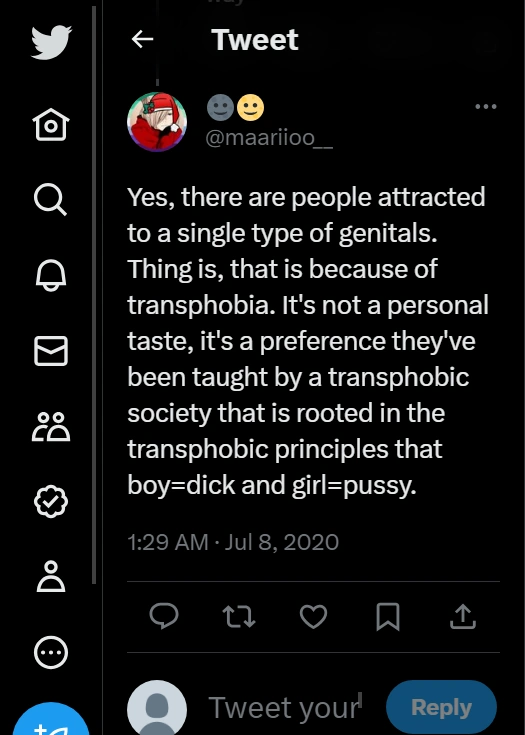 Tweet
@maariioo__
Yes, there are people attracted
to a single type of genitals.
Thing is, that is because of
transphobia. It's not a personal
taste, it's a preference they've
been taught by a transphobic
society that is rooted in the
transphobic principles that
boy=dick and girl=pussy.
1:29 AM · Jul 8, 2020
Tweet your
Reply